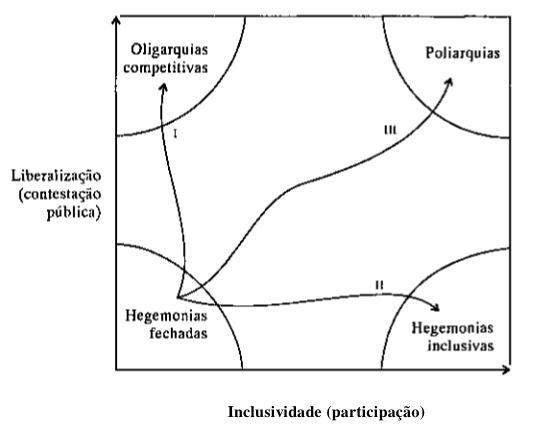 Oligarquias
competitivas
Poliarquias
I
III
Liberalização
(contestação
pública)
II
Hegemonias
fechadas
Hegemonias
inclusivas
Inclusividade (participação)